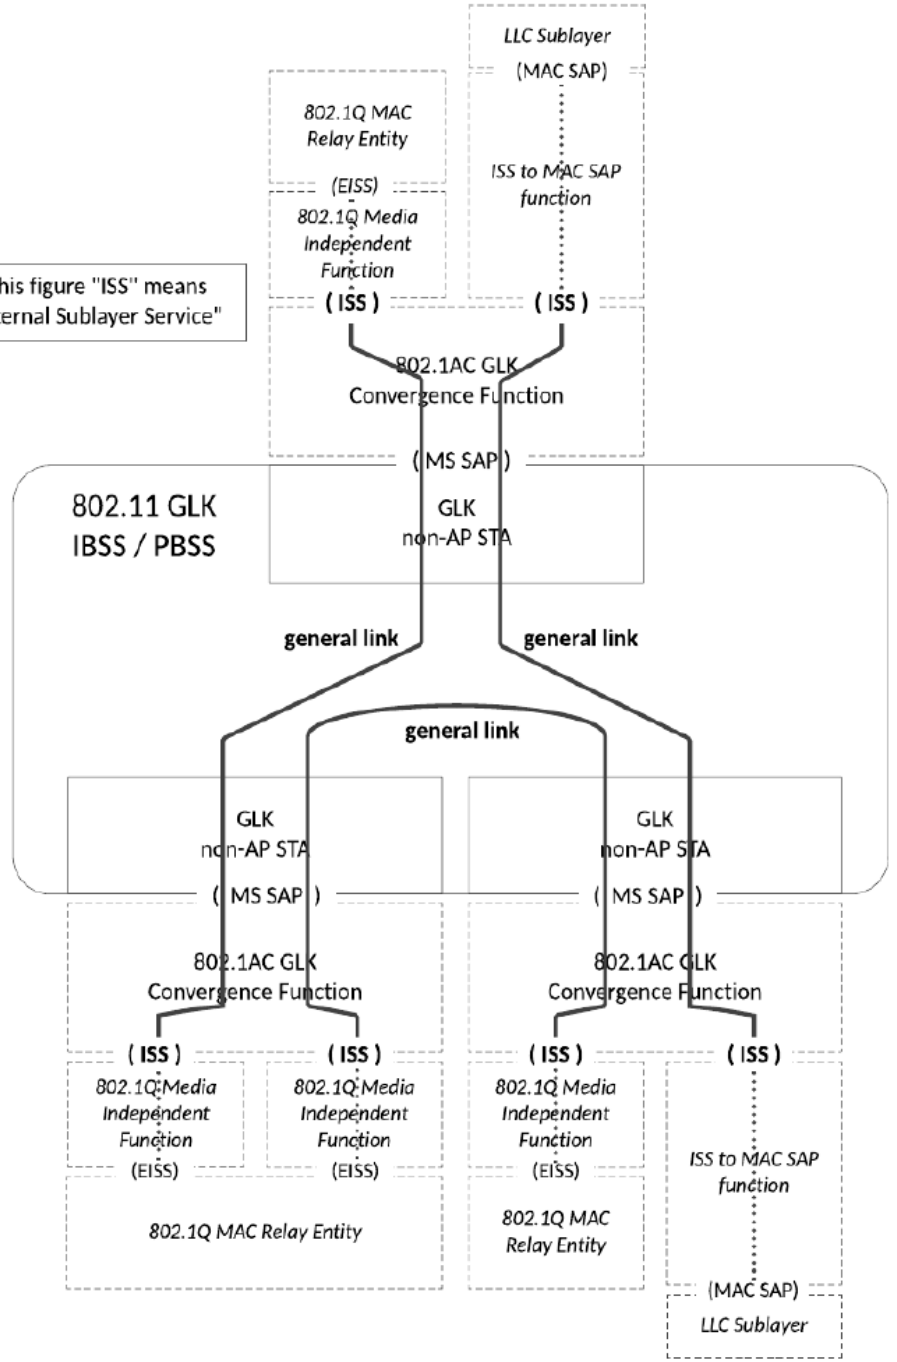 LLC Sublayer
(MAC SAP)
802.1Q MAC
Relay Entity
(EISS)
ISS to MAC SAP
function
802.1Q Media
Independent
Function
his figure "ISS" means
ternal Sublayer Service"
( ISS )
( ISS )
802.1AC GLK
Convergence Function
( MS SAP )
802.11 GLK
IBSS / PBSS
GLK
non-AP STA
general link
general link
general link
GLK
non-AP STA
GLK
non-AP STA
( MS SAP )
( MS SAP )
802.1AC GLK
Convergence Function
802.1AC GLK
Convergence Function
( ISS )
( ISS )
( ISS )
( ISS )
802.1Q Media
Independent
Function
802.1Q Media
Independent
Function
802.1Q Media
Independent
Function
(EISS)
(EISS)
(EISS)
ISS to MAC SAP
function
802.1Q MAC Relay Entity
802.1Q MAC
Relay Entity
(MAC SAP)
LLC Sublayer